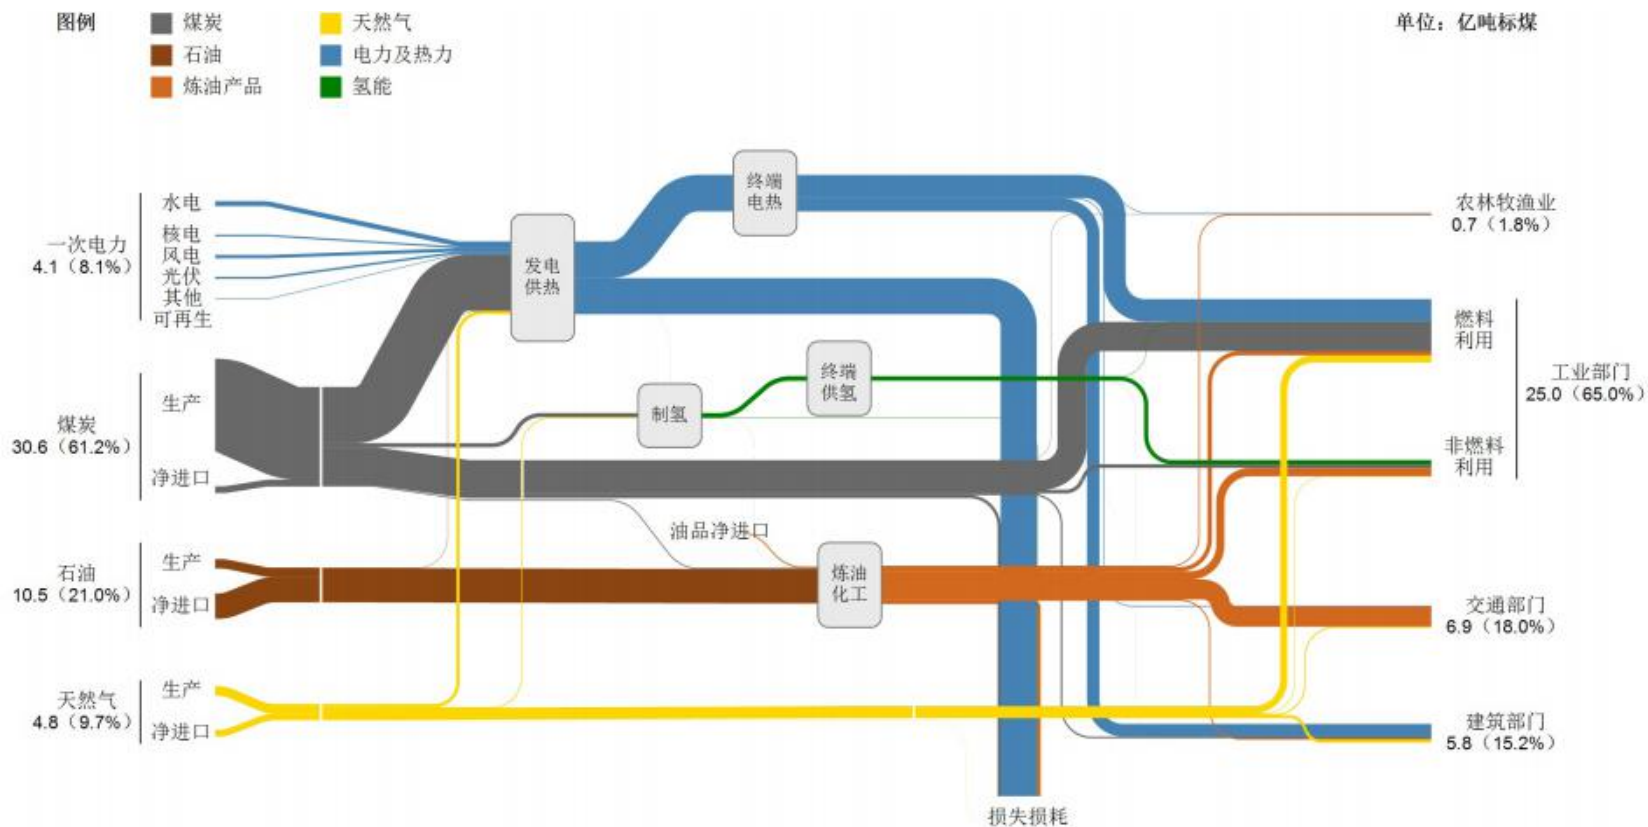 图例
煤炭
天然气
单位：亿吨标煤
石油
电力及热力
炼油产品
氢能
水电
核电
一次电力
4.1（8.1%）
风电
光伏
其他
可再生
生产
煤炭
30.6（61.2%）
净进口
生产
石油
10.5（21.0%）
净进口
生产
天然气
4.8（9.7%）
净进口
发电
供热
终端
电热
制氢
终端
供氢
油品净进口
炼油
化工
损失损耗
农林牧渔业
0.7（1.8%）
燃料
利用
工业部门
25.0（65.0%）
非燃料
利用
交通部门
6.9（18.0%）
建筑部门
5.8（15.2%）